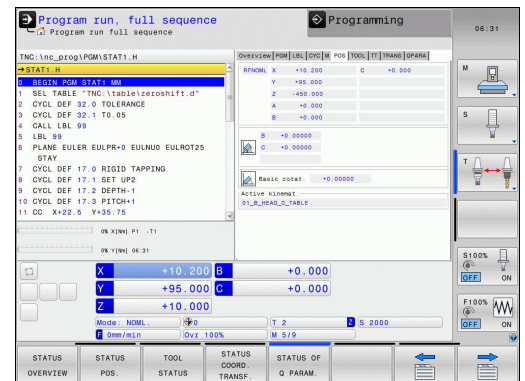 Program run, full sequence
Program run, full sequence
Programming
06:31
TNC:\nc_prog\PGM\STAT1.H
→STAT1.H
0 BEGIN PGM STAT1 MM
1 SEL TABLE "TNC:\table\zeroshift.d"
2 CYCL DEF 32.0 TOLERANCE
3 CYCL DEF 32.1 T0.05
4 CALL LBL 99
5 LBL 99
6 PLANE EULER EULPR+0 EULNU0 EULROT25
STAY
7 CYCL DEF 17.0 RIGID TAPPING
8 CYCL DEF 17.1 SET UP2
9 CYCL DEF 17.2 DEPTH-1
10 CYCL DEF 17.3 PITCH+1
11 CC X+22.5 Y+35.75
0% X[Nm] P1 -T1
0% Y[Nm] 06:31
Overview PGM LBL CYC M POS TOOL TT TRANS QPARA
RFNOML X +10.200 C +0.000
Y +95.000
Z -450.000
A +0.000
B +0.000
B +0.00000
C +0.00000
Basic rotat. +0.00000
Active kinemat.
01_B_HEAD_C_TABLE
X +10.200 B +0.000
Y +95.000 C +0.000
Z +10.000
Mode: NOML. 0 T 2 Z S 2000
F 0mm/min Ovr 100% M 5/9
M
S
T
S100%
OFF ON
F100%
OFF ON
STATUS
OVERVIEW
STATUS
POS.
TOOL
STATUS
STATUS
COORD.
TRANSF.
STATUS OF
Q PARAM.